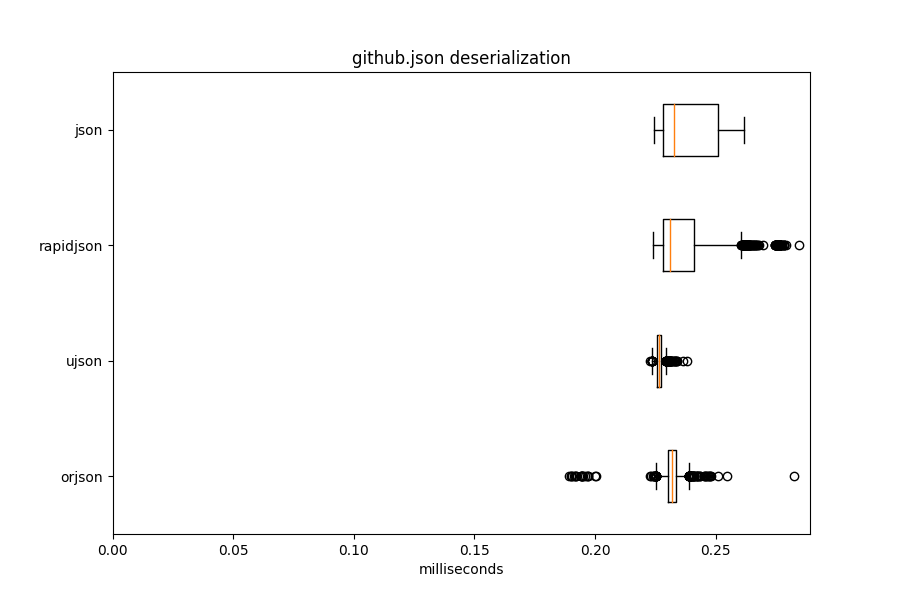 github.json deserialization
json
rapidjson
ujson
orjson
0.00 0.05 0.10 0.15 0.20 0.25
milliseconds